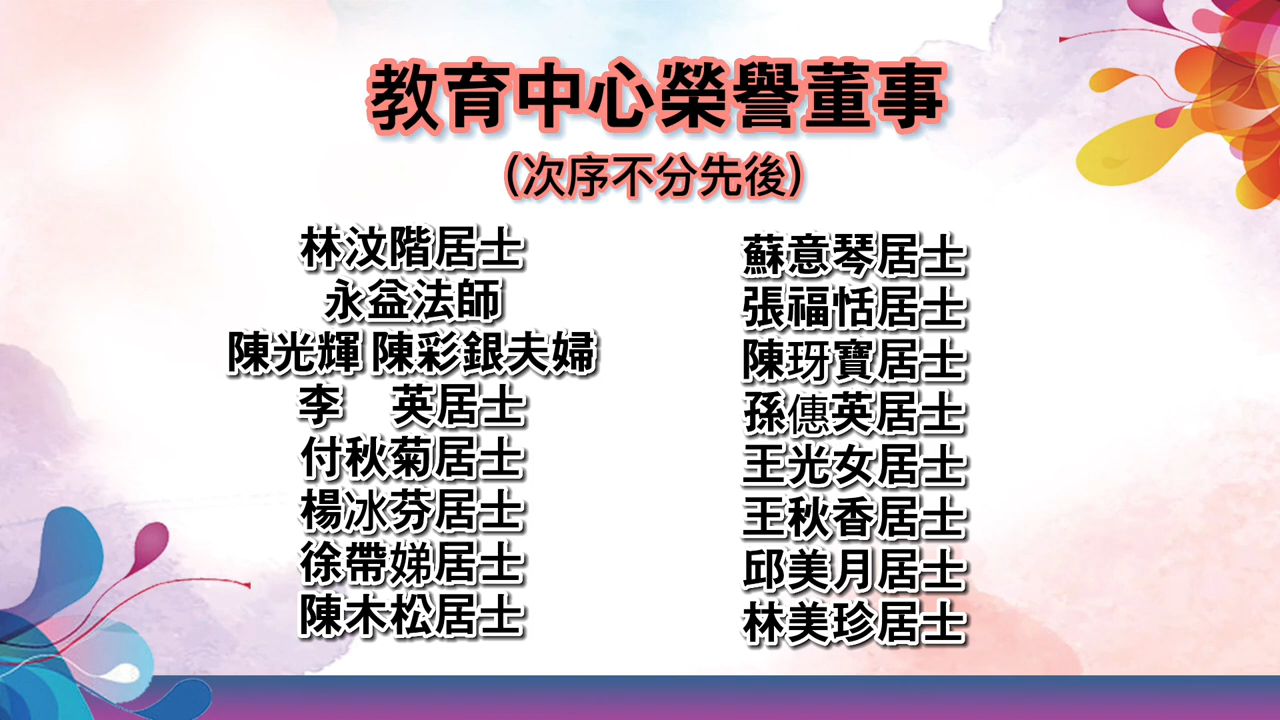 教育中心榮譽董事
（次序不分先後）
林汶階居士
永益法師
陳光輝 陳彩銀夫婦
李　英居士
付秋菊居士
楊冰芬居士
徐帶娣居士
陳木松居士
蘇意琴居士
張福恬居士
陳玡寶居士
孫僡英居士
王光女居士
王秋香居士
邱美月居士
林美珍居士